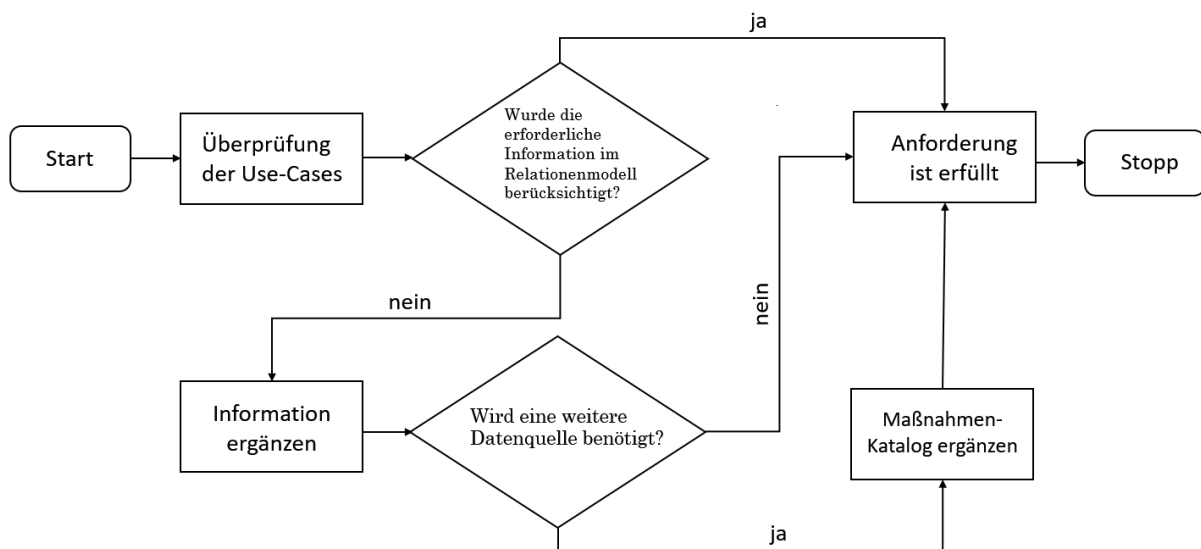 ja
Wurde die
erforderliche
Information im
Relationenmodell
berücksichtigt?
Start
Überprüfung
der Use-Cases
Anforderung
ist erfüllt
Stopp
nein
nein
Information
ergänzen
Wird eine weitere
Datenquelle benötigt?
Maßnahmen-
Katalog ergänzen
ja